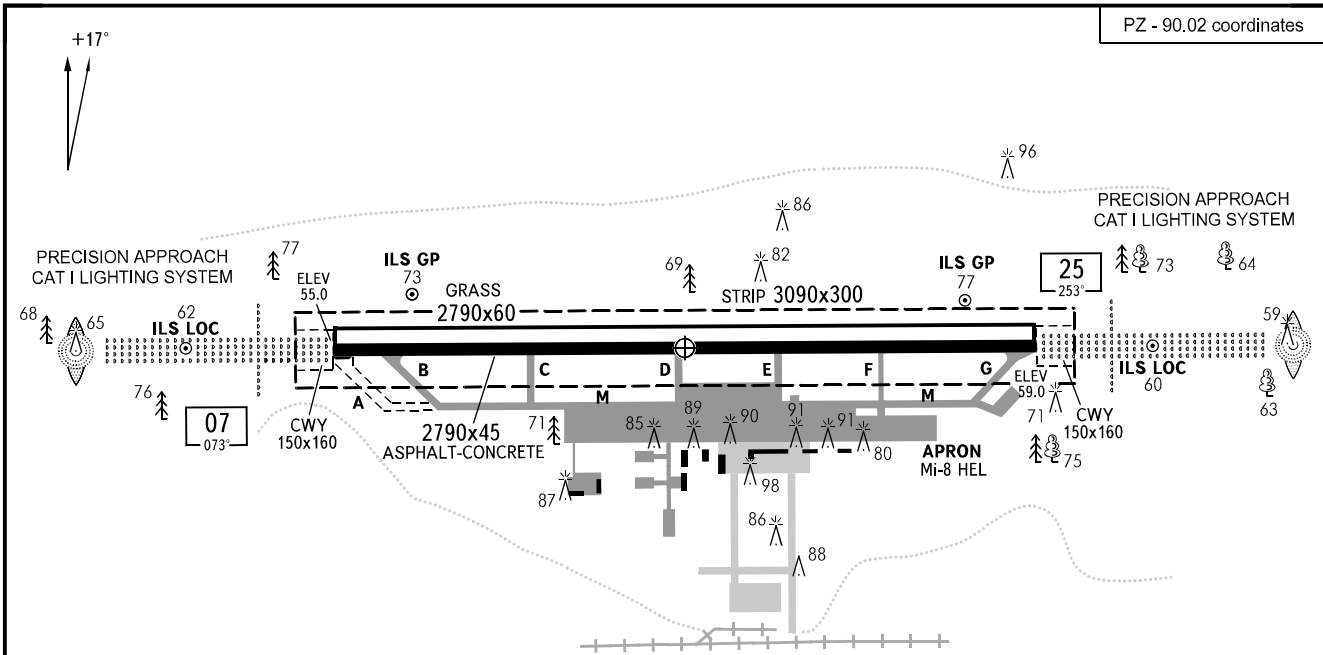 PZ - 90.02 coordinates
+17°
96
PRECISION APPROACH
CAT I LIGHTING SYSTEM
86
PRECISION APPROACH
CAT I LIGHTING SYSTEM
77
ILS GP
73
69
82
ILS GP
77
25
253°
73
64
ELEV
55.0
GRASS
2790x60
STRIP 3090x300
68
65
62
ILS LOC
59
ILS LOC
60
B
C
D
E
F
G
A
M
M
ELEV
59.0
76
07
073°
CWY
150x160
2790x45
ASPHALT-CONCRETE
71
85
89
90
91
91
80
APRON
Mi-8 HEL
71
CWY
150x160
63
75
87
98
86
88